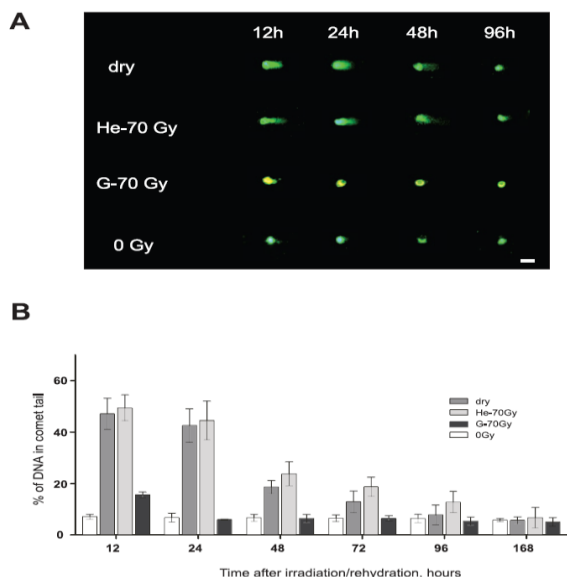 A
12h 24h 48h 96h
dry
He-70 Gy
G-70 Gy
0 Gy
B
% of DNA in comet tail
60
40
20
0
dry
He-70Gy
G-70Gy
0Gy
12 24 48 72 96 168
Time after irradiation/rehydration, hours